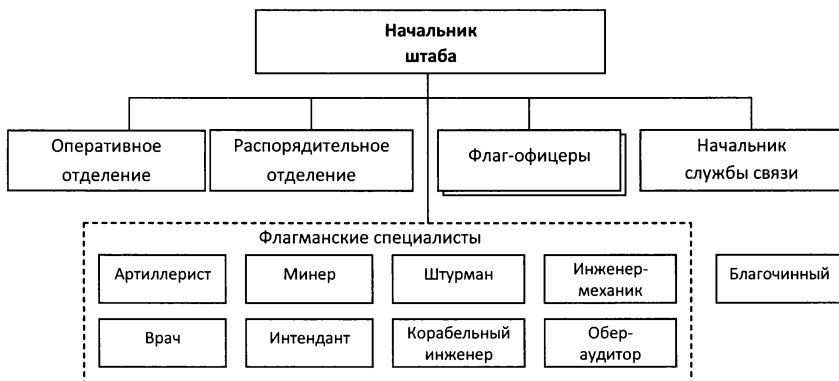 Начальник
штаба
Оперативное
отделение
Распорядительное
отделение
Флаг-офицеры
Начальник
службы связи
Флагманские специалисты
Артиллерист
Минер
Штурман
Инженер-
механик
Благочинный
Врач
Интендант
Корабельный
инженер
Обер-
аудитор